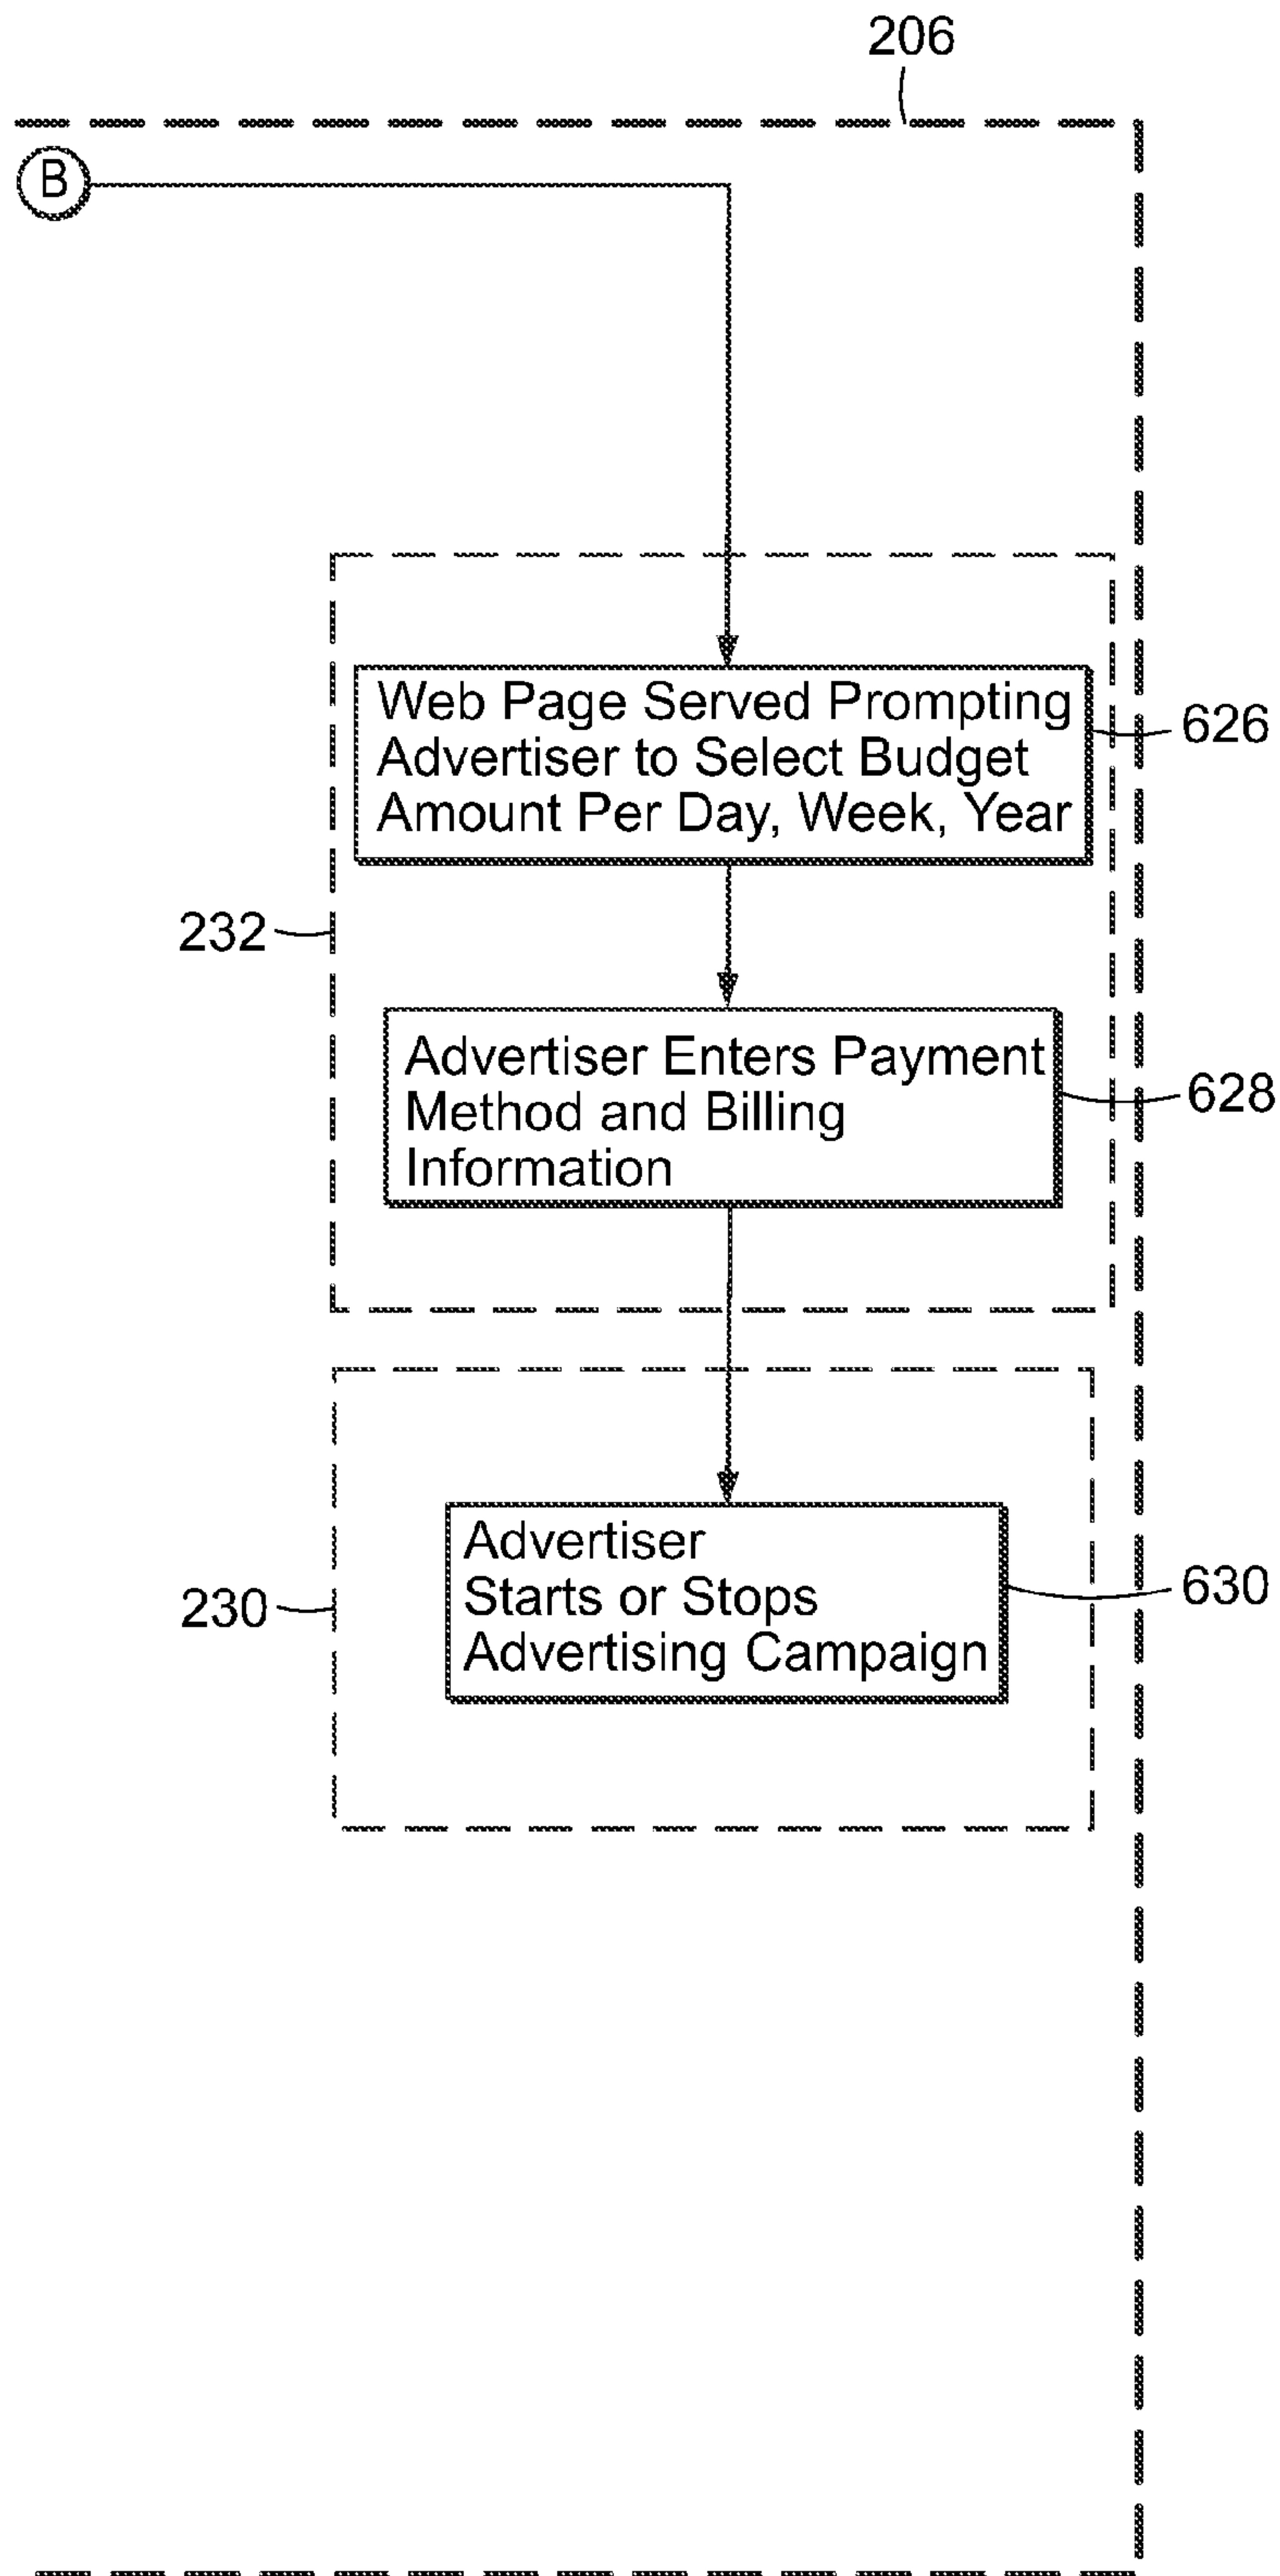 206
B
Web Page Served Prompting
Advertiser to Select Budget
Amount Per Day, Week, Year
626
232
Advertiser Enters Payment
Method and Billing
Information
628
Advertiser
Starts or Stops
Advertising Campaign
630
230